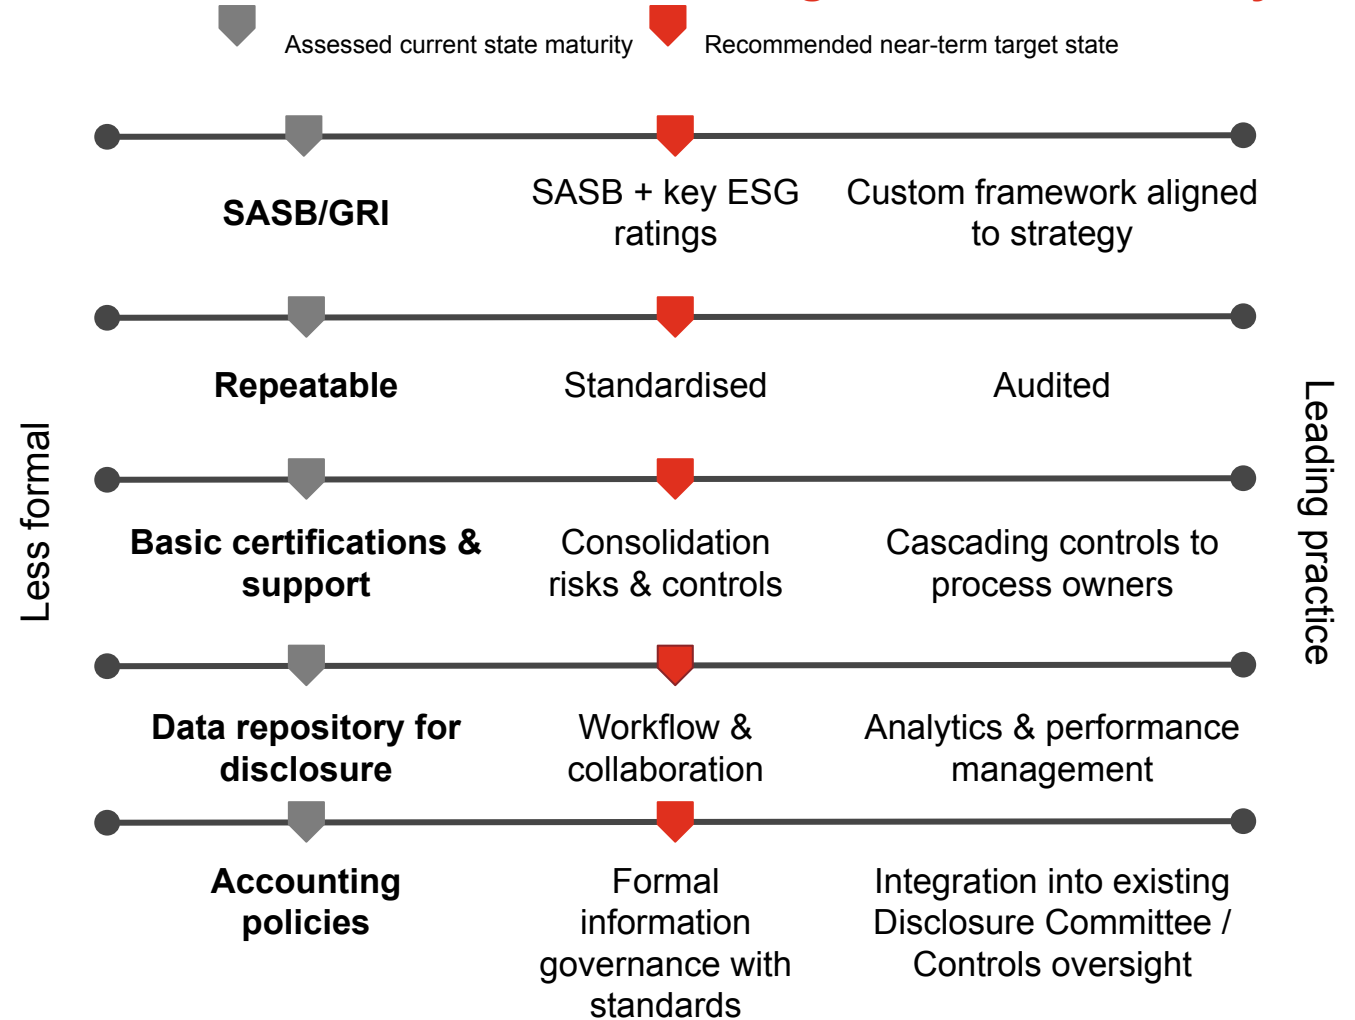 Assessed current state maturity
Recommended near-term target state
SASB/GRI
SASB + key ESG
ratings
Custom framework aligned
to strategy
Repeatable
Standardised
Audited
Less formal
Leading practice
Basic certifications &
support
Consolidation
risks & controls
Cascading controls to
process owners
Data repository for
disclosure
Workflow &
collaboration
Analytics & performance
management
Accounting
policies
Formal
information
governance with
standards
Integration into existing
Disclosure Committee /
Controls oversight